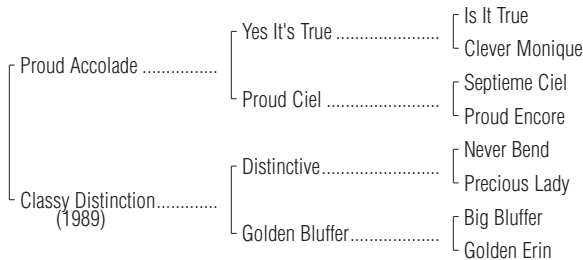 Is It True
Yes It's True ....................
Clever Monique
Proud Accolade ..............
Septieme Ciel
Proud Ciel ......................
Proud Encore
Never Bend
Distinctive ......................
Precious Lady
Classy Distinction............
(1989)
Big Bluffer
Golden Bluffer.................
Golden Erin